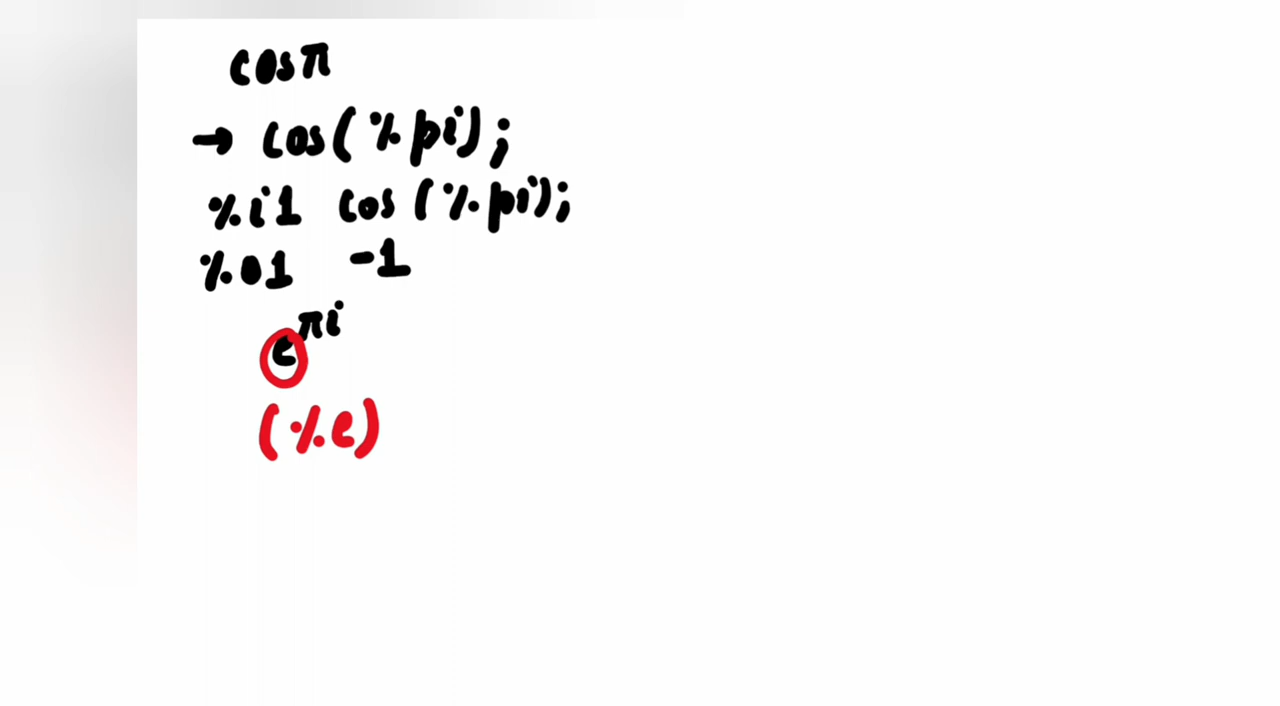 cosπ
→ cos(%pi);
%i1 cos(%pi);
%o1 -1
e^πi
(%e)